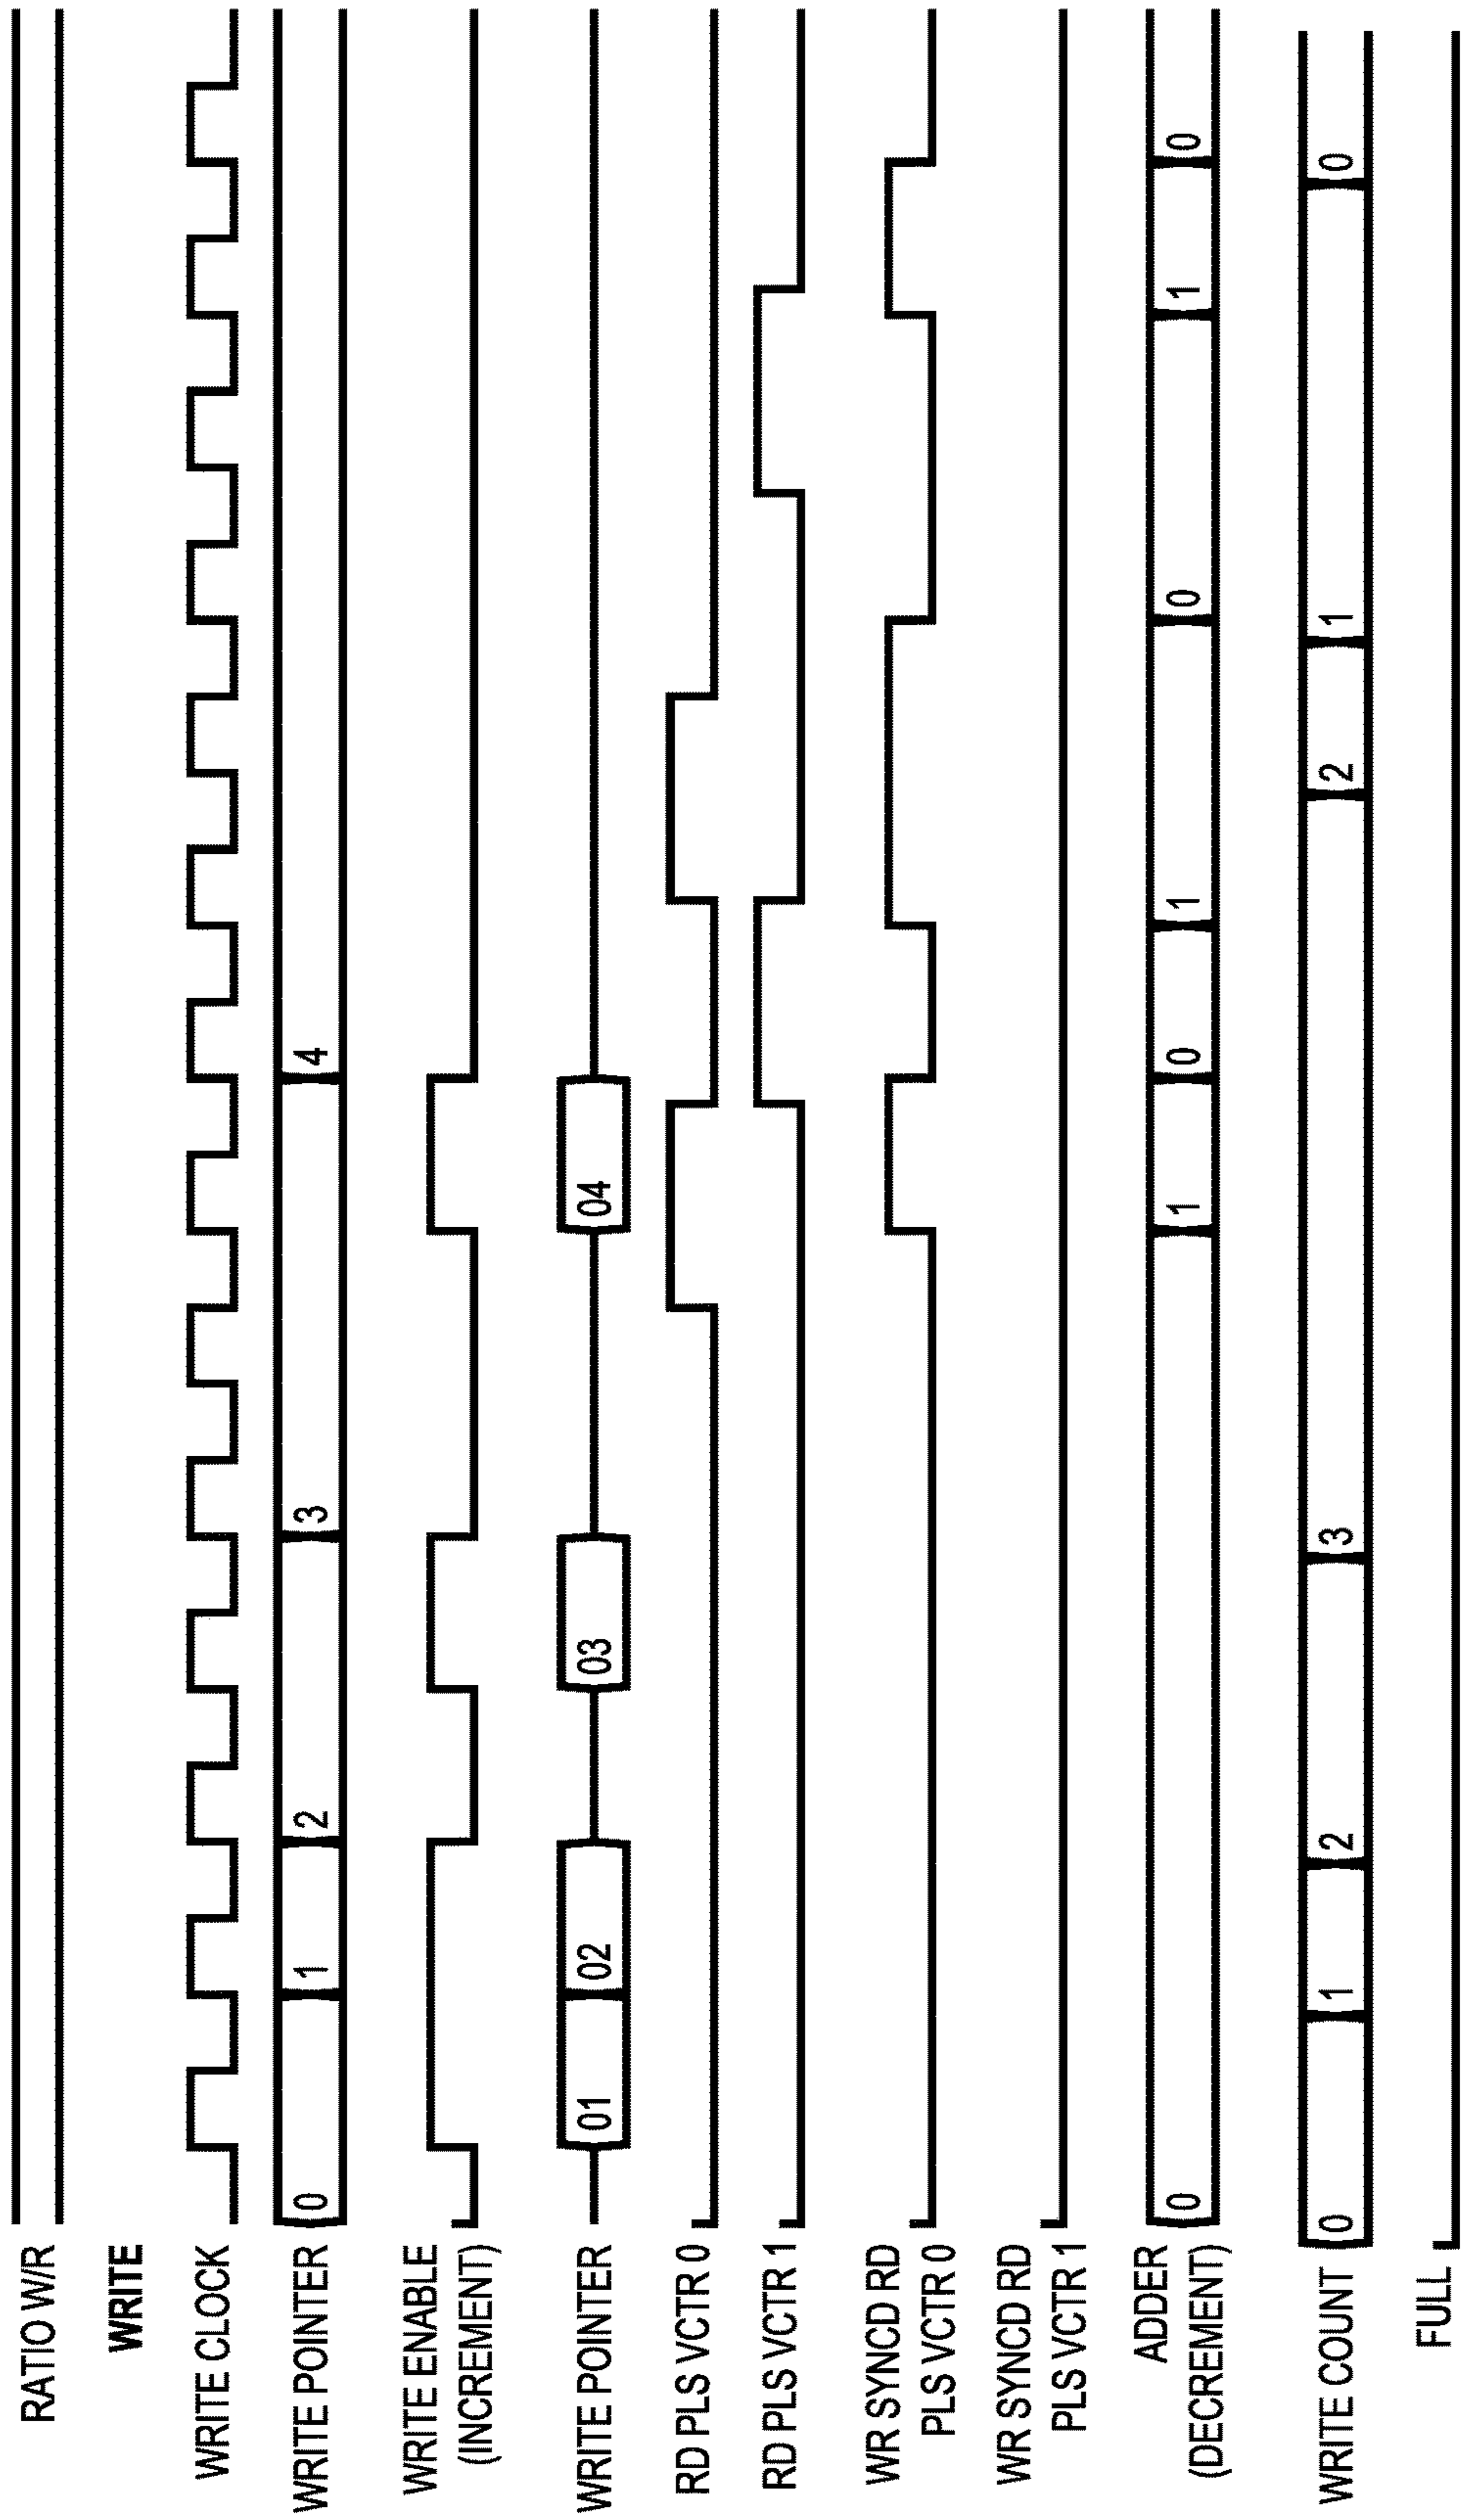 RATIO W/R
WRITE
WRITE CLOCK
WRITE POINTER
0 1 2 3 4
WRITE ENABLE
(INCREMENT)
WRITE POINTER
01 02 03 04
RD PLS VCTR 0
RD PLS VCTR 1
WR SYNCD RD
PLS VCTR 0
WR SYNCD RD
PLS VCTR 1
ADDER
(DECREMENT)
0 1 0 1 0 1 0
WRITE COUNT
0 1 2 3 2 1 0
FULL